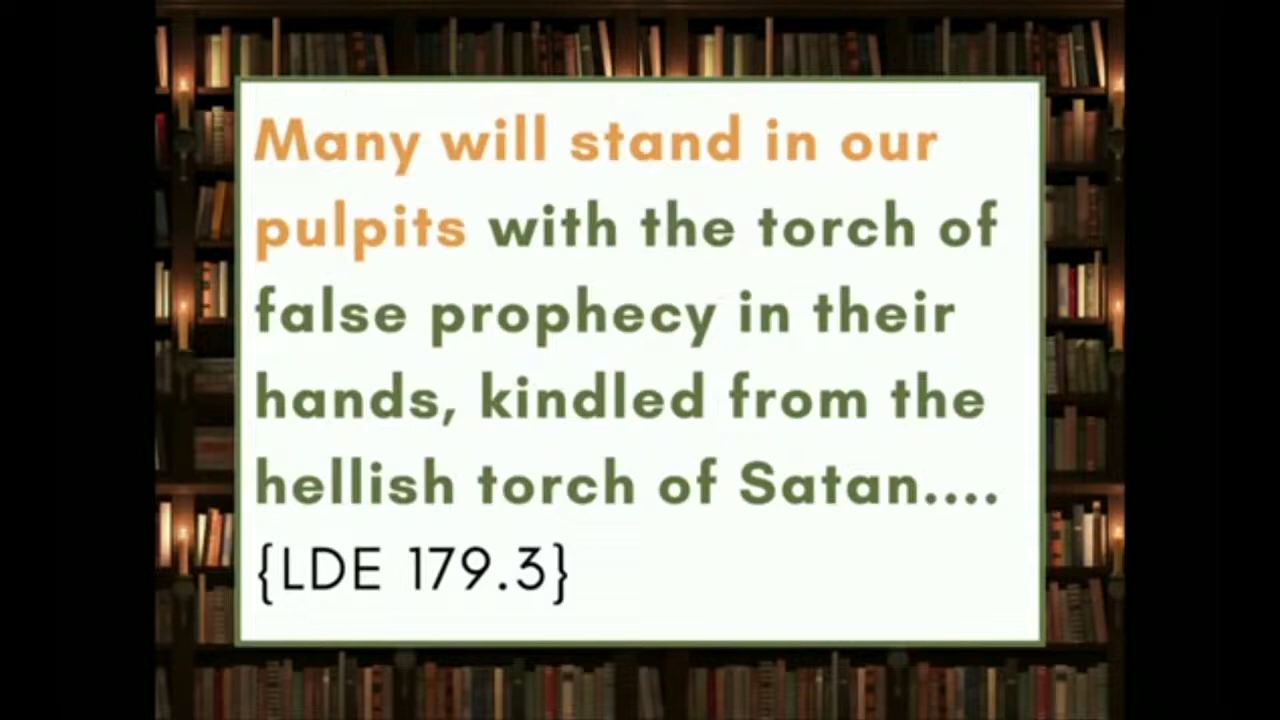 Many will stand in our
pulpits with the torch of
false prophecy in their
hands, kindled from the
hellish torch of Satan....
{LDE 179.3}